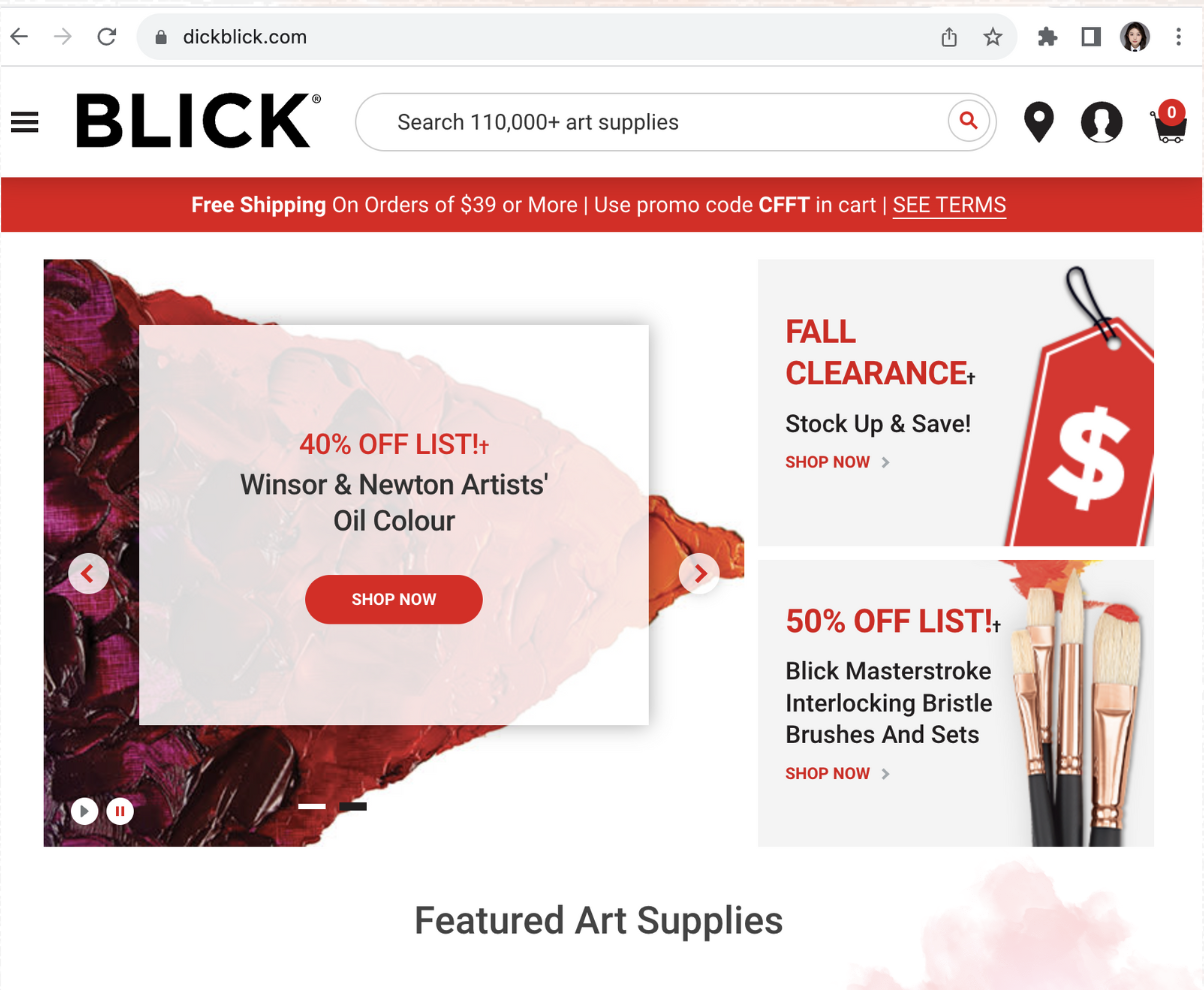 dickblick.com
BLICK®
Search 110,000+ art supplies
0
Free Shipping On Orders of $39 or More | Use promo code CFFT in cart | SEE TERMS
40% OFF LIST!†
Winsor & Newton Artists'
Oil Colour
SHOP NOW
FALL
CLEARANCE†
Stock Up & Save!
SHOP NOW >
$
50% OFF LIST!†
Blick Masterstroke
Interlocking Bristle
Brushes And Sets
SHOP NOW >
Featured Art Supplies